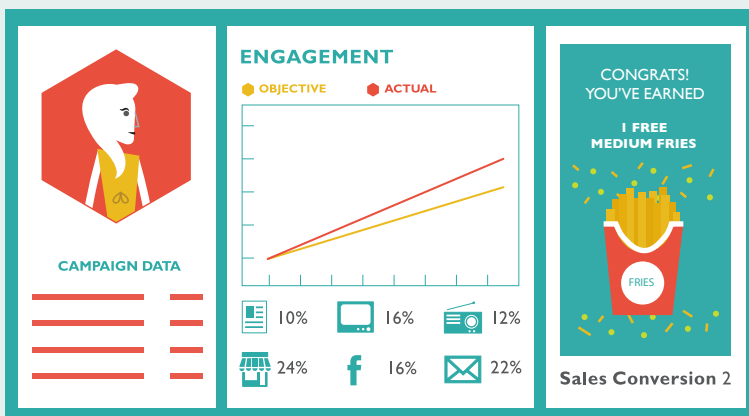 CAMPAIGN DATA
ENGAGEMENT
OBJECTIVE ACTUAL
10% 16% 12%
24% 16% 22%
CONGRATS!
YOU'VE EARNED
1 FREE
MEDIUM FRIES
FRIES
Sales Conversion 2